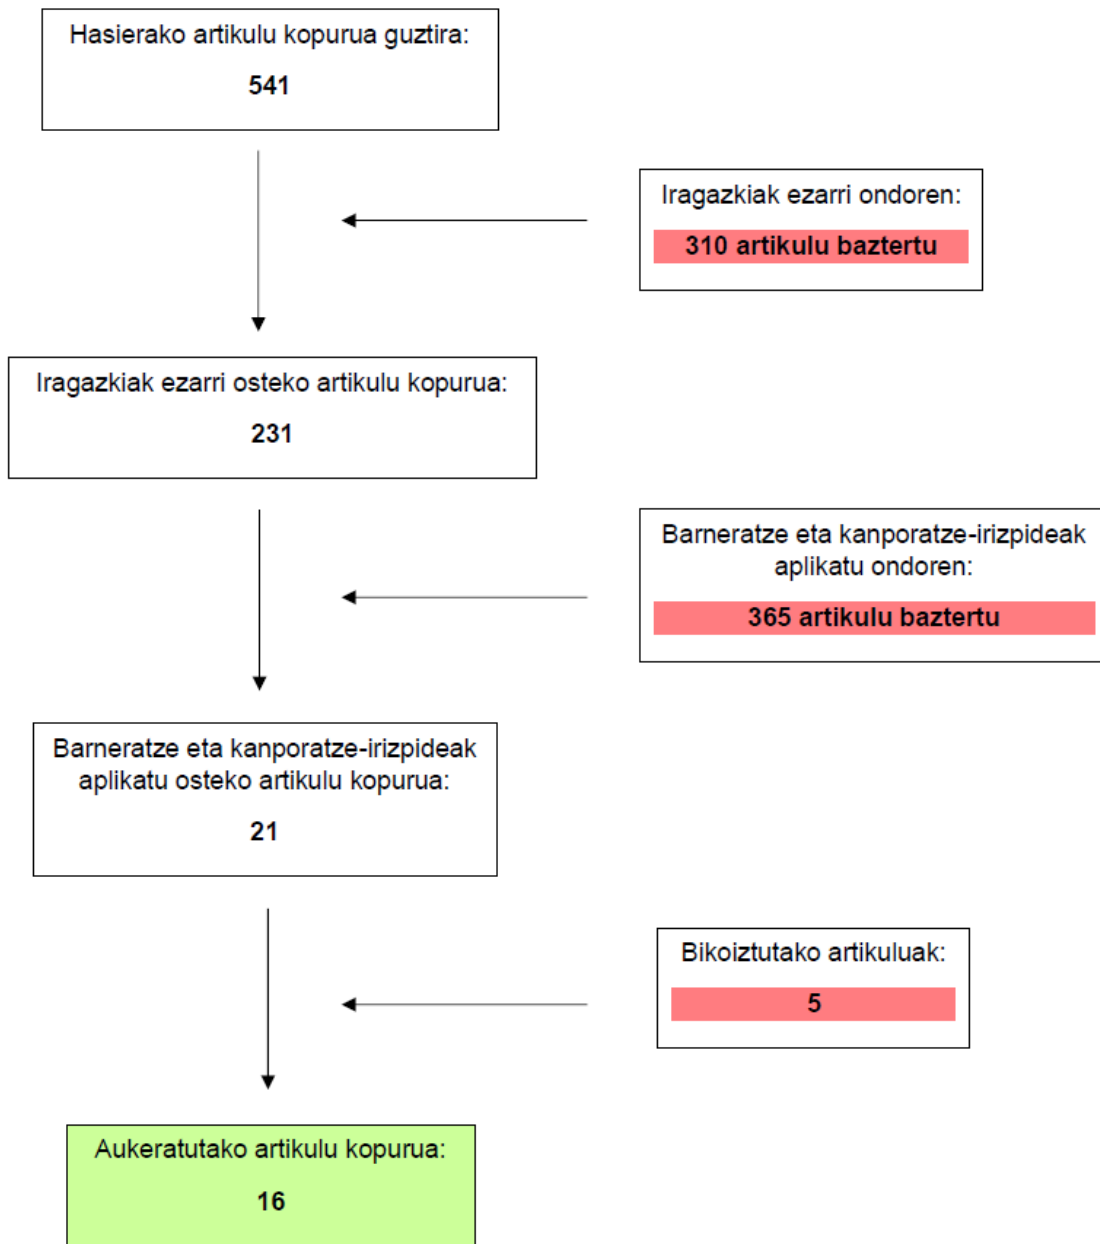 Hasierako artikulu kopurua guztira:
541
Iragazkiak ezarri ondoren:
310 artikulu baztertu
Iragazkiak ezarri osteko artikulu kopurua:
231
Barneratze eta kanporatze-irizpideak
aplikatu ondoren:
365 artikulu baztertu
Barneratze eta kanporatze-irizpideak
aplikatu osteko artikulu kopurua:
21
Bikoiztutako artikuluak:
5
Aukeratutako artikulu kopurua:
16